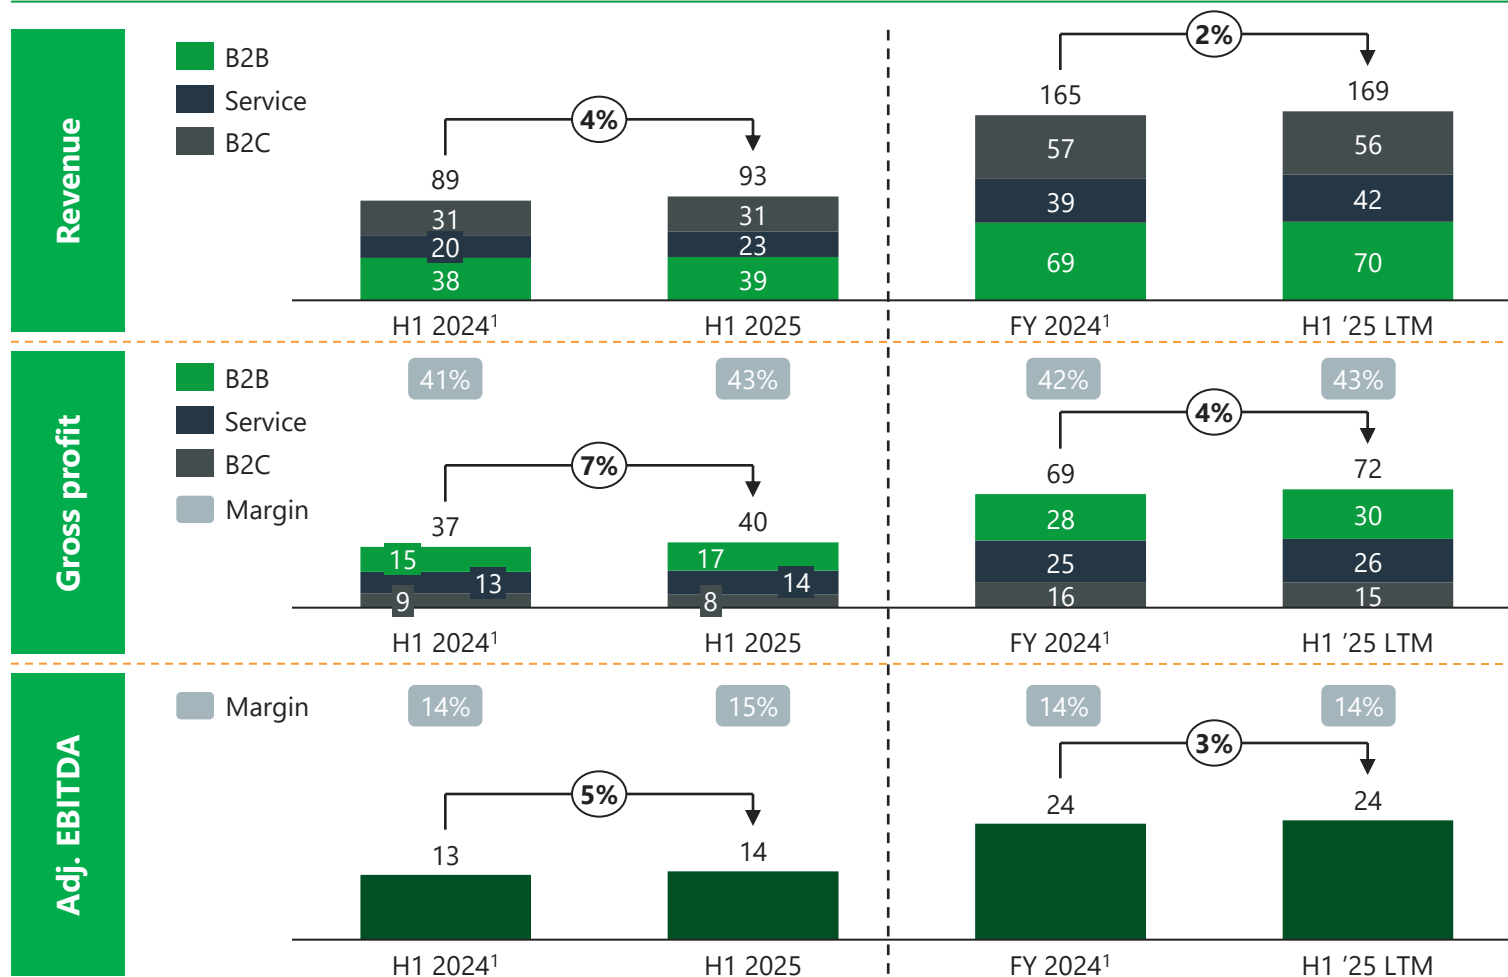 Revenue
B2B
Service
B2C
4%
2%
89
93
165
169
31
31
57
56
20
23
39
42
38
39
69
70
H1 2024¹
H1 2025
FY 2024¹
H1 ’25 LTM
Gross profit
B2B
Service
B2C
Margin
41%
43%
42%
43%
7%
4%
37
40
69
72
15
17
28
30
13
14
25
26
9
8
16
15
H1 2024¹
H1 2025
FY 2024¹
H1 ’25 LTM
Adj. EBITDA
Margin
14%
15%
14%
14%
5%
3%
13
14
24
24
H1 2024¹
H1 2025
FY 2024¹
H1 ’25 LTM